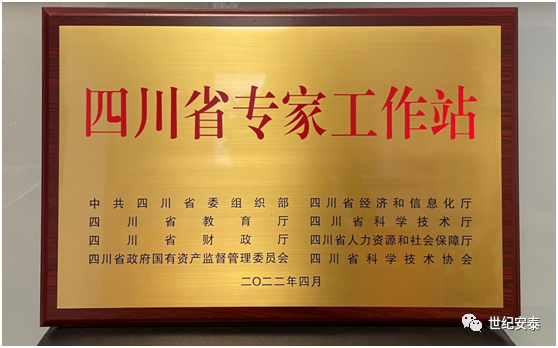 四川省专家工作站
中共四川省委组织部 四川省经济和信息化厅
四川省教育厅 四川省科学技术厅
四川省财政厅 四川省人力资源和社会保障厅
四川省政府国有资产监督管理委员会 四川省科学技术协会
二〇二二年四月
世纪安泰